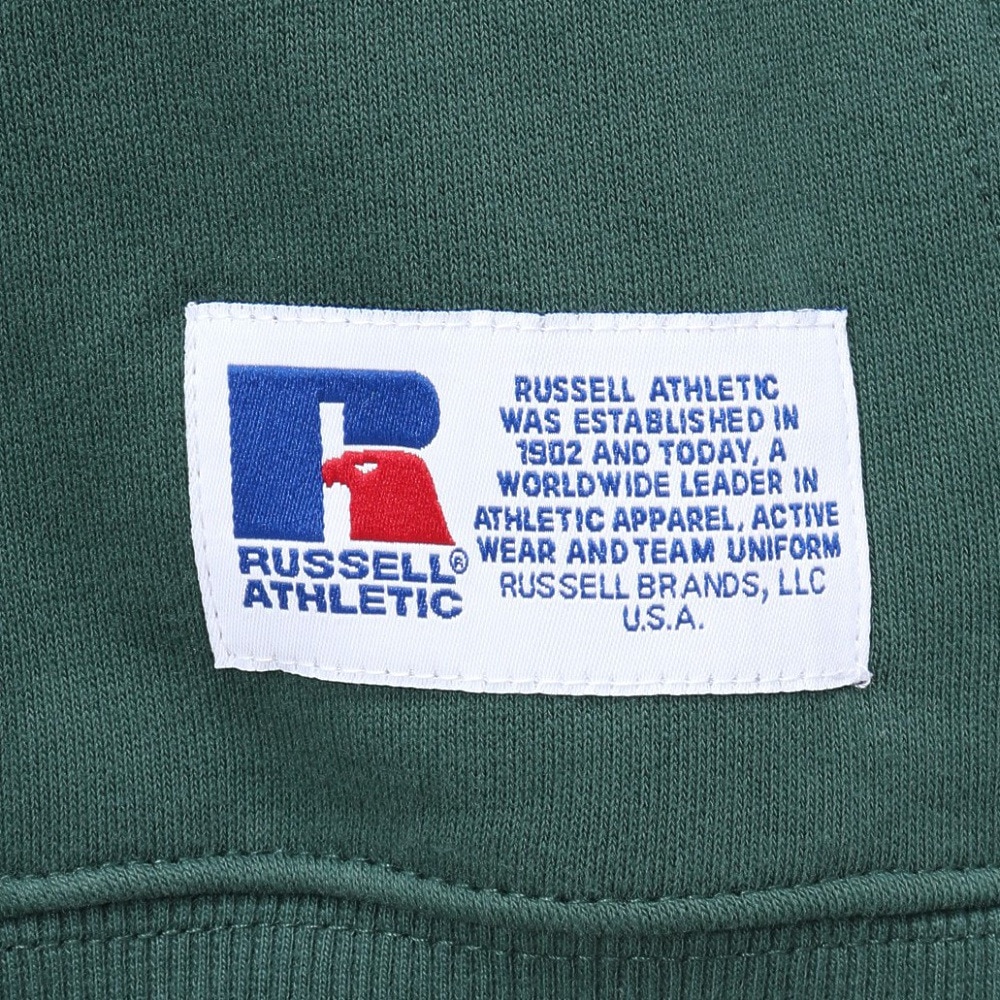 R
RUSSELL®
ATHLETIC
RUSSELL ATHLETIC
WAS ESTABLISHED IN
1902 AND TODAY, A
WORLDWIDE LEADER IN
ATHLETIC APPAREL, ACTIVE
WEAR AND TEAM UNIFORM
RUSSELL BRANDS, LLC
U.S.A.